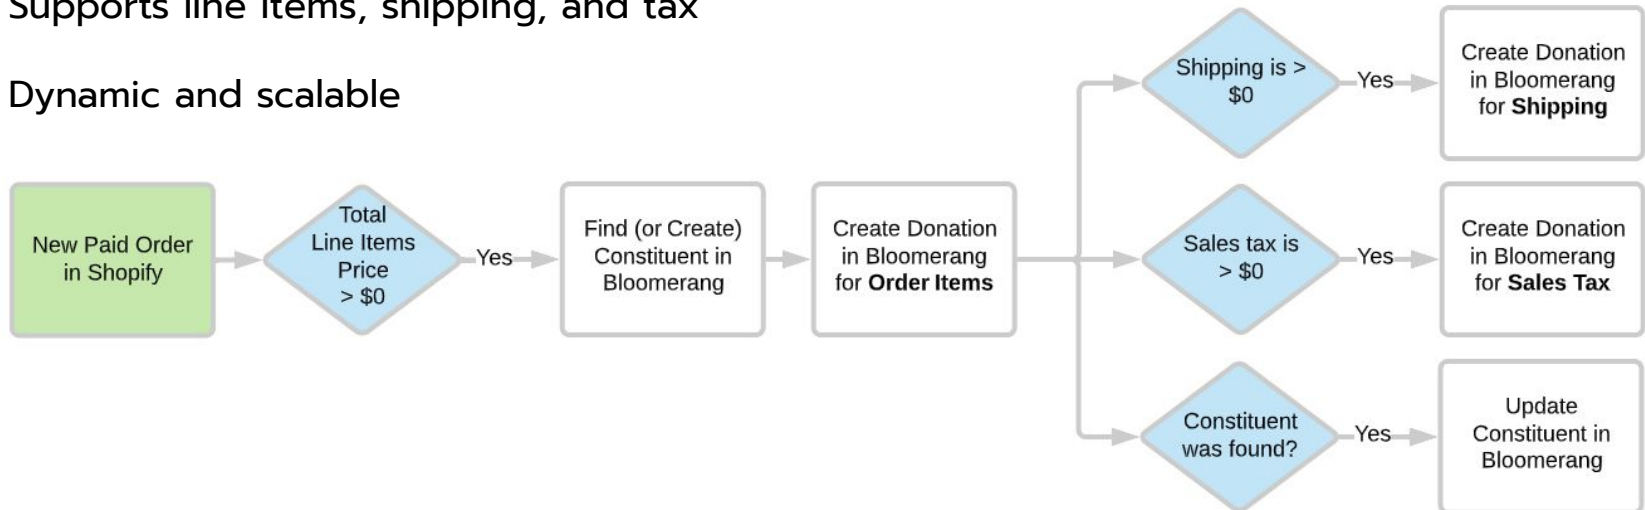 Supports line items, shipping, and tax
Dynamic and scalable
New Paid Order
in Shopify
Total
Line Items
Price
> $0
Yes
Find (or Create)
Constituent in
Bloomerang
Create Donation
in Bloomerang
for Order Items
Shipping is >
$0
Yes
Create Donation
in Bloomerang
for Shipping
Sales tax is
> $0
Yes
Create Donation
in Bloomerang
for Sales Tax
Constituent
was found?
Yes
Update
Constituent in
Bloomerang